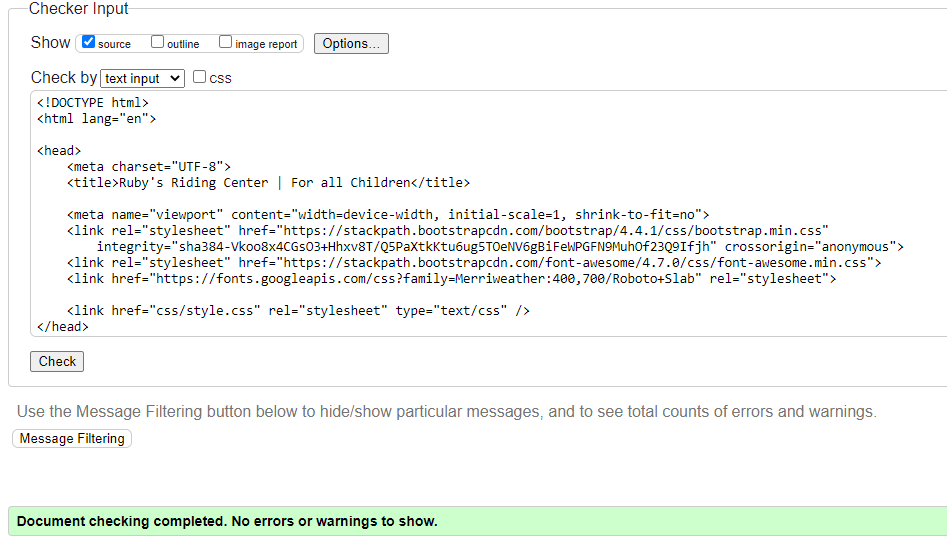 Checker Input
Show source outline image report Options...
Check by text input css
<!DOCTYPE html>
<html lang="en">
<head>
<meta charset="UTF-8">
<title>Ruby's Riding Center | For all Children</title>
<meta name="viewport" content="width=device-width, initial-scale=1, shrink-to-fit=no">
<link rel="stylesheet" href="https://stackpath.bootstrapcdn.com/bootstrap/4.4.1/css/bootstrap.min.css"
integrity="sha384-Vkoo8x4CGsO3+Hhxv8T/Q5PaXtkKtu6ug5TOeNV6gBiFeWPGFN9MuhOf23Q9Ifjh" crossorigin="anonymous">
<link rel="stylesheet" href="https://stackpath.bootstrapcdn.com/font-awesome/4.7.0/css/font-awesome.min.css">
<link href="https://fonts.googleapis.com/css?family=Merriweather:400,700/Roboto+Slab" rel="stylesheet">
<link href="css/style.css" rel="stylesheet" type="text/css" />
</head>
Check
Use the Message Filtering button below to hide/show particular messages, and to see total counts of errors and warnings.
Message Filtering
Document checking completed. No errors or warnings to show.